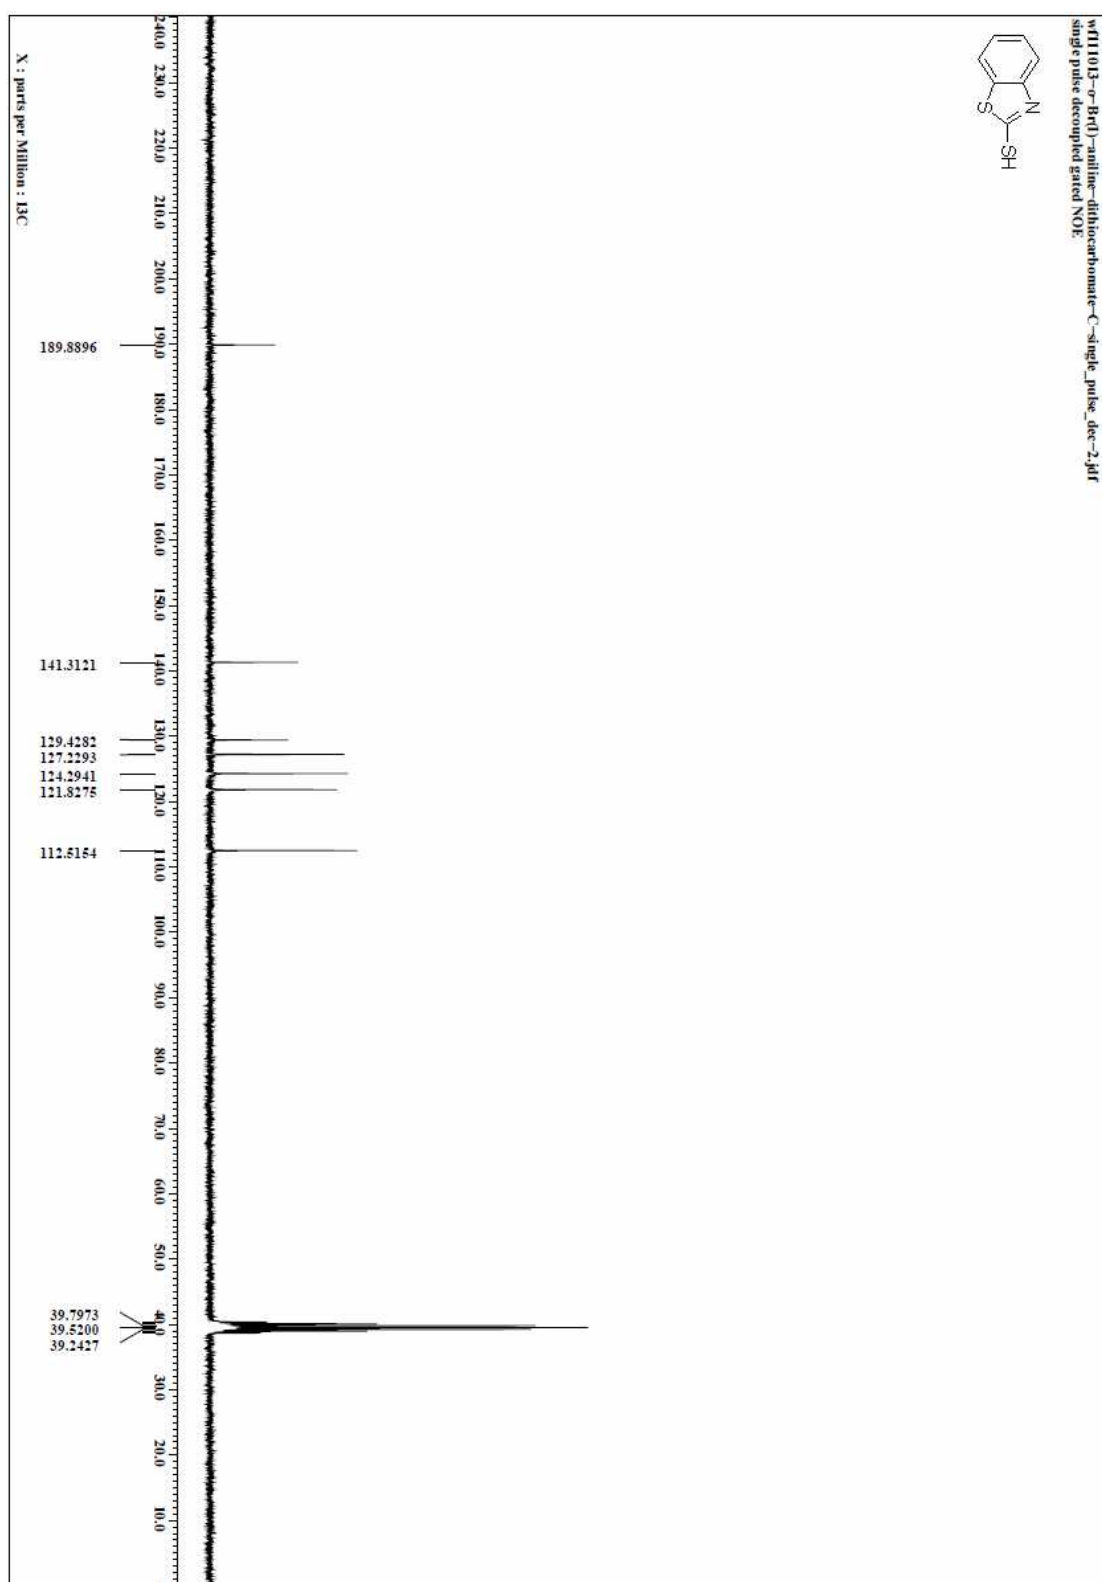 wf111013-o-Br(I)-aniline-dithiocarbomate-C-single_pulse_dec-2.jdf
single pulse decoupled gated NOE
N
S
SH
240.0 230.0 220.0 210.0 200.0 190.0 180.0 170.0 160.0 150.0 140.0 130.0 120.0 110.0 100.0 90.0 80.0 70.0 60.0 50.0 40.0 30.0 20.0 10.0
189.8896
141.3121
129.4282
127.2293
124.2941
121.8275
112.5154
39.7973
39.5200
39.2427
X : parts per Million : 13C